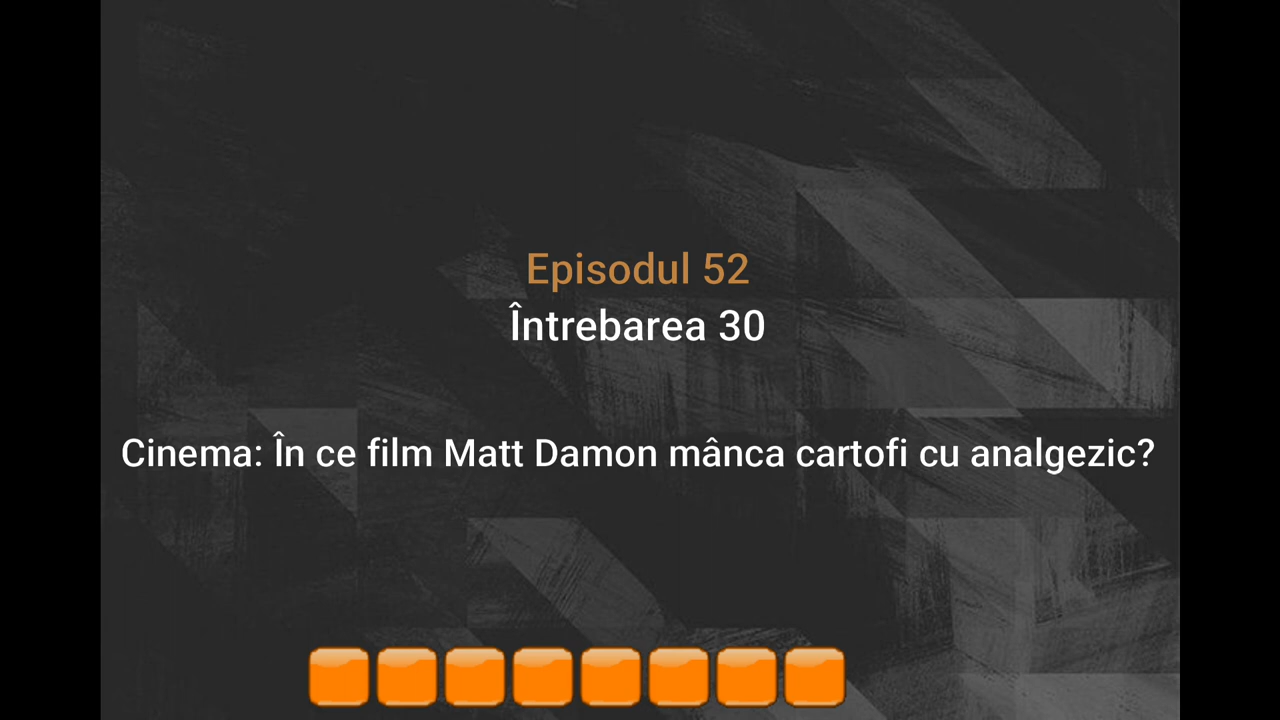 Episodul 52
Întrebarea 30
Cinema: În ce film Matt Damon mânca cartofi cu analgezic?